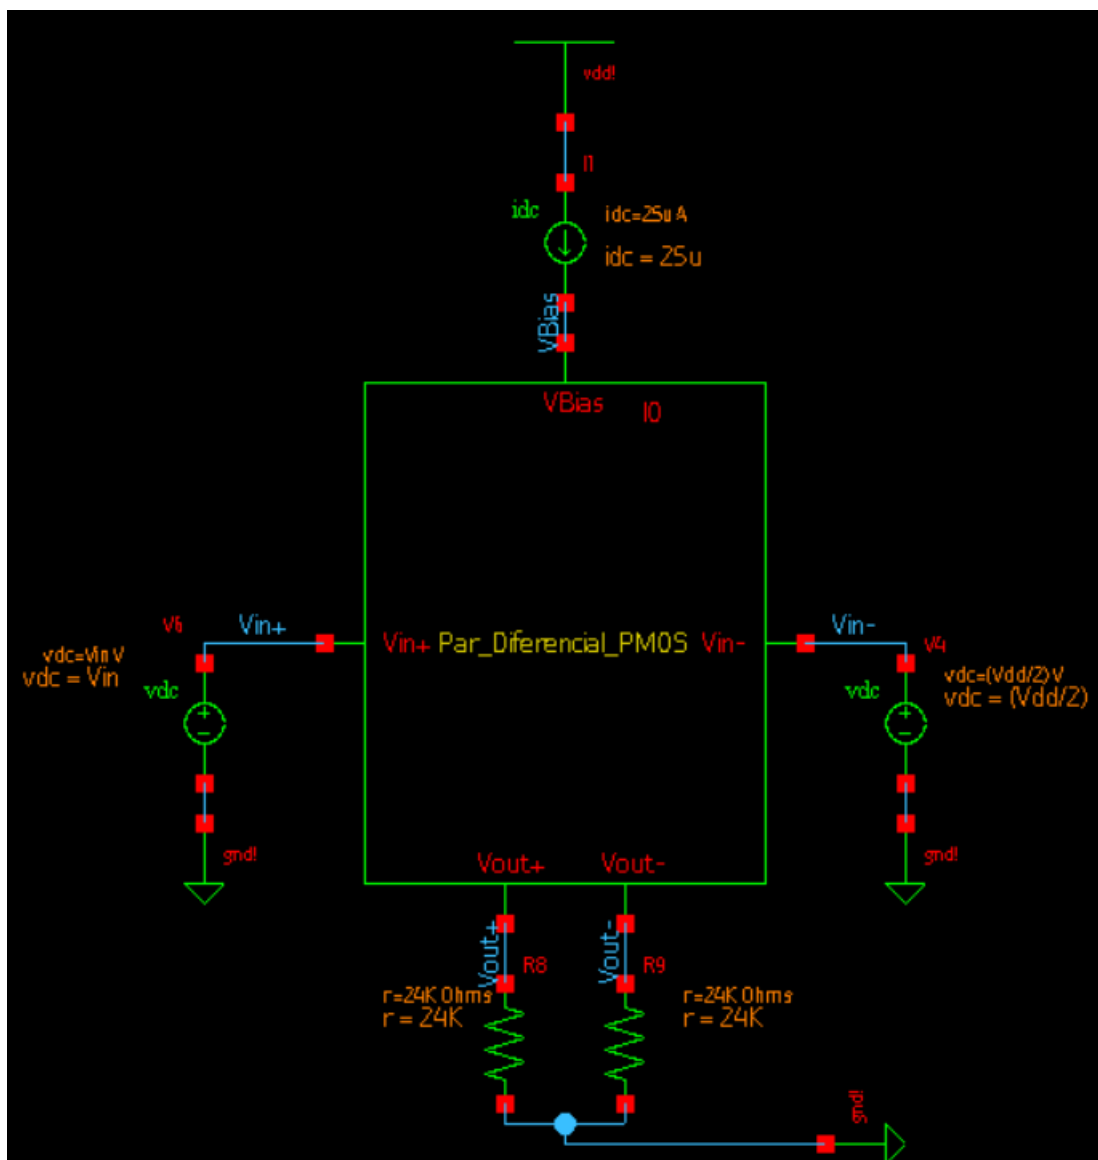 vdd!
I1
idc
idc=25u A
idc = 25u
VBias
VBias
I0
V6
Vin+
Vin+
Par_Diferencial_PMOS
Vin-
Vin-
V4
vdc=Vin V
vdc = Vin
vdc
vdc
vdc=(Vdd/2) V
vdc = (Vdd/2)
+
-
+
-
gnd!
gnd!
Vout+
Vout-
Vout+
Vout-
R8
R9
r=24K Ohms
r = 24K
r=24K Ohms
r = 24K
gnd!